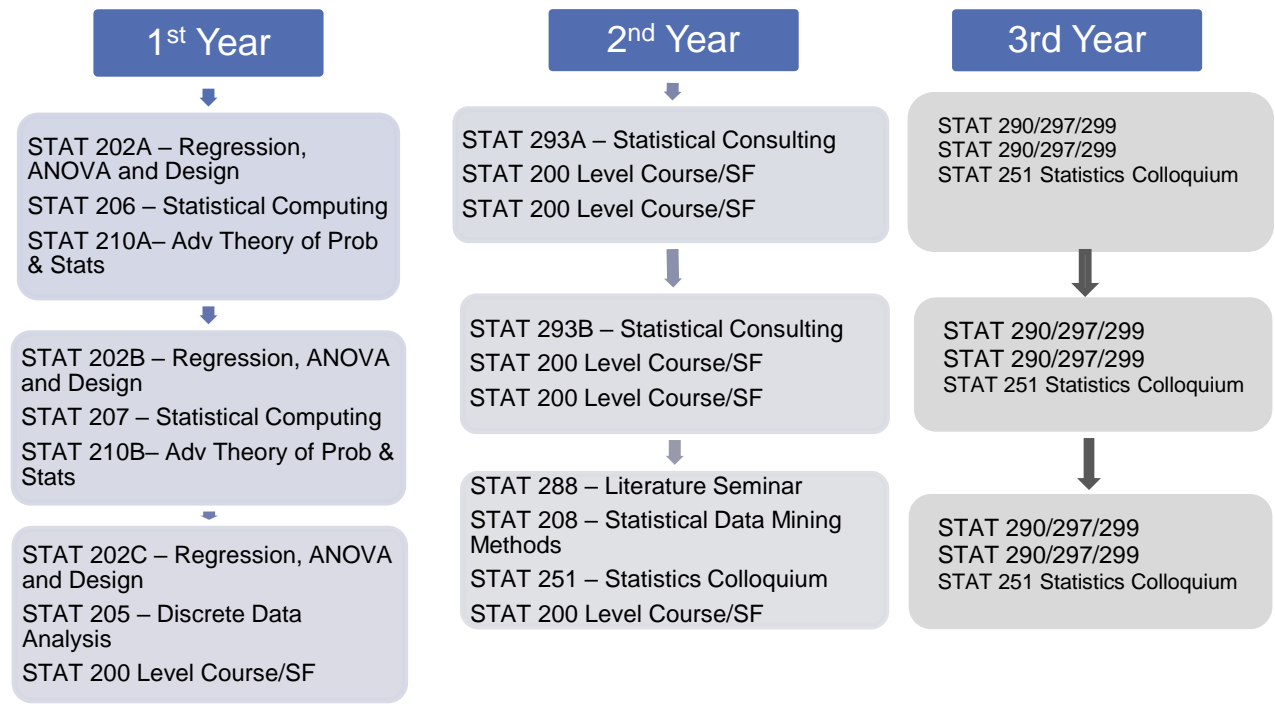 1st Year
STAT 202A – Regression,
ANOVA and Design
STAT 206 – Statistical Computing
STAT 210A– Adv Theory of Prob
& Stats
STAT 202B – Regression, ANOVA
and Design
STAT 207 – Statistical Computing
STAT 210B– Adv Theory of Prob &
Stats
STAT 202C – Regression, ANOVA
and Design
STAT 205 – Discrete Data
Analysis
STAT 200 Level Course/SF
2nd Year
STAT 293A – Statistical Consulting
STAT 200 Level Course/SF
STAT 200 Level Course/SF
STAT 293B – Statistical Consulting
STAT 200 Level Course/SF
STAT 200 Level Course/SF
STAT 288 – Literature Seminar
STAT 208 – Statistical Data Mining
Methods
STAT 251 – Statistics Colloquium
STAT 200 Level Course/SF
3rd Year
STAT 290/297/299
STAT 290/297/299
STAT 251 Statistics Colloquium
STAT 290/297/299
STAT 290/297/299
STAT 251 Statistics Colloquium
STAT 290/297/299
STAT 290/297/299
STAT 251 Statistics Colloquium